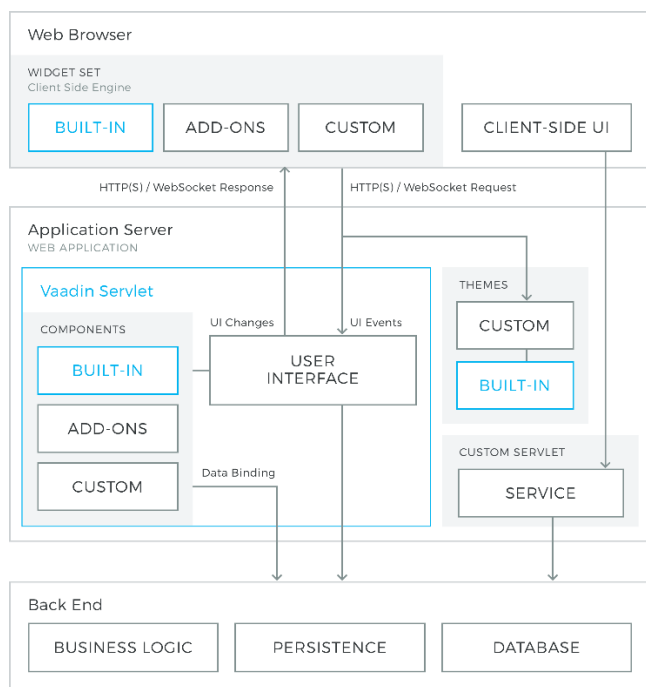 Web Browser
WIDGET SET
Client Side Engine
BUILT-IN
ADD-ONS
CUSTOM
CLIENT-SIDE UI
HTTP(S) / WebSocket Response
HTTP(S) / WebSocket Request
Application Server
WEB APPLICATION
Vaadin Servlet
COMPONENTS
BUILT-IN
ADD-ONS
CUSTOM
UI Changes
UI Events
USER
INTERFACE
Data Binding
THEMES
CUSTOM
BUILT-IN
CUSTOM SERVLET
SERVICE
Back End
BUSINESS LOGIC
PERSISTENCE
DATABASE